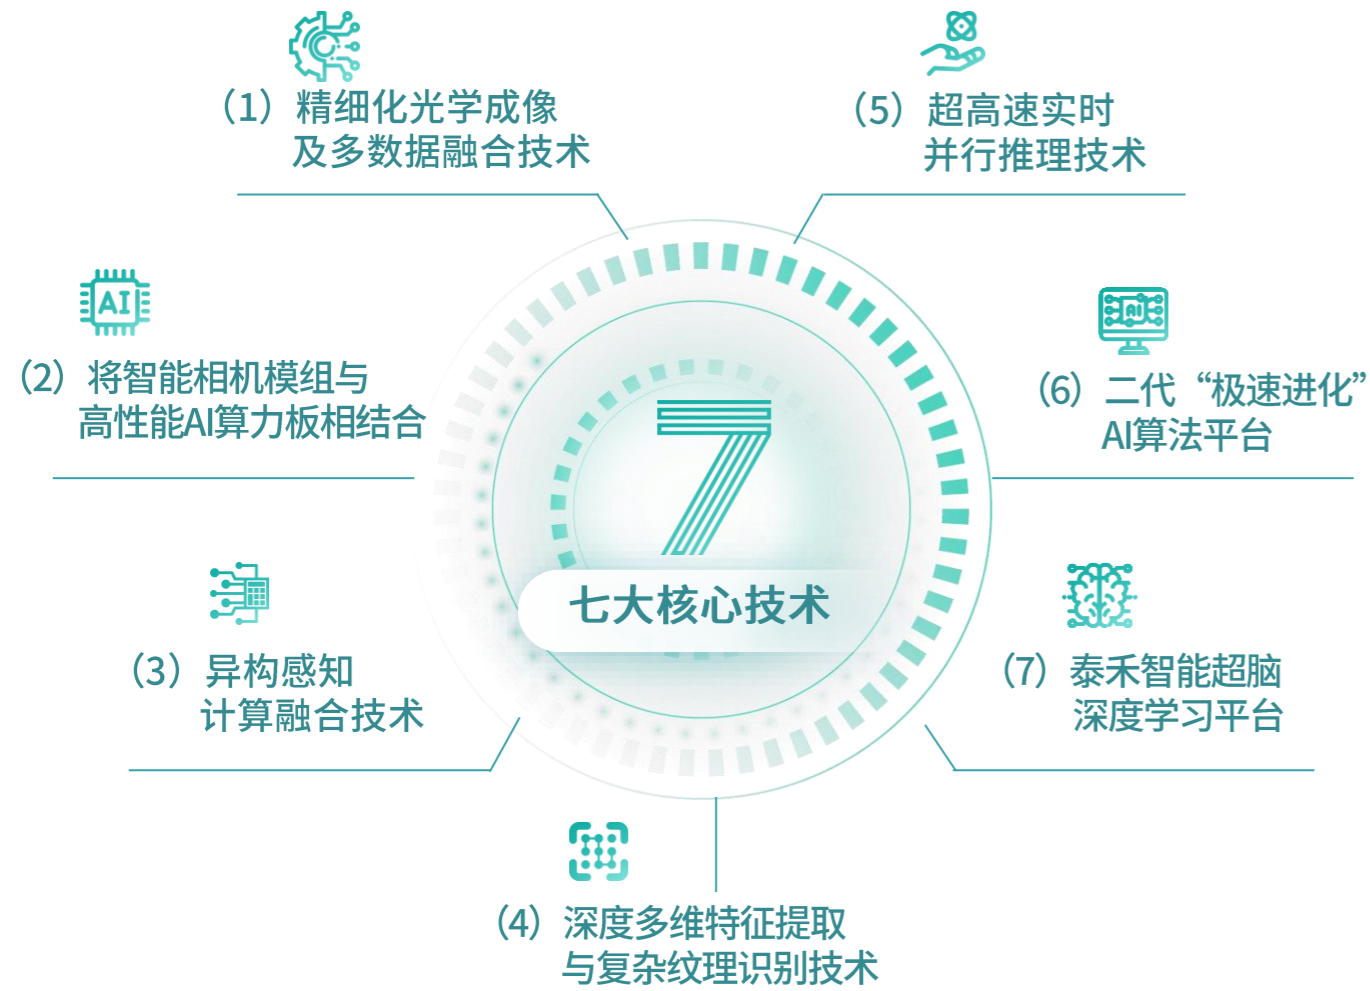 (1) 精细化光学成像
及多数据融合技术
(2) 将智能相机模组与
高性能AI算力板相结合
(3) 异构感知
计算融合技术
(4) 深度多维特征提取
与复杂纹理识别技术
(5) 超高速实时
并行推理技术
(6) 二代“极速进化”
AI算法平台
(7) 泰禾智能超脑
深度学习平台
7
七大核心技术
AI
AI